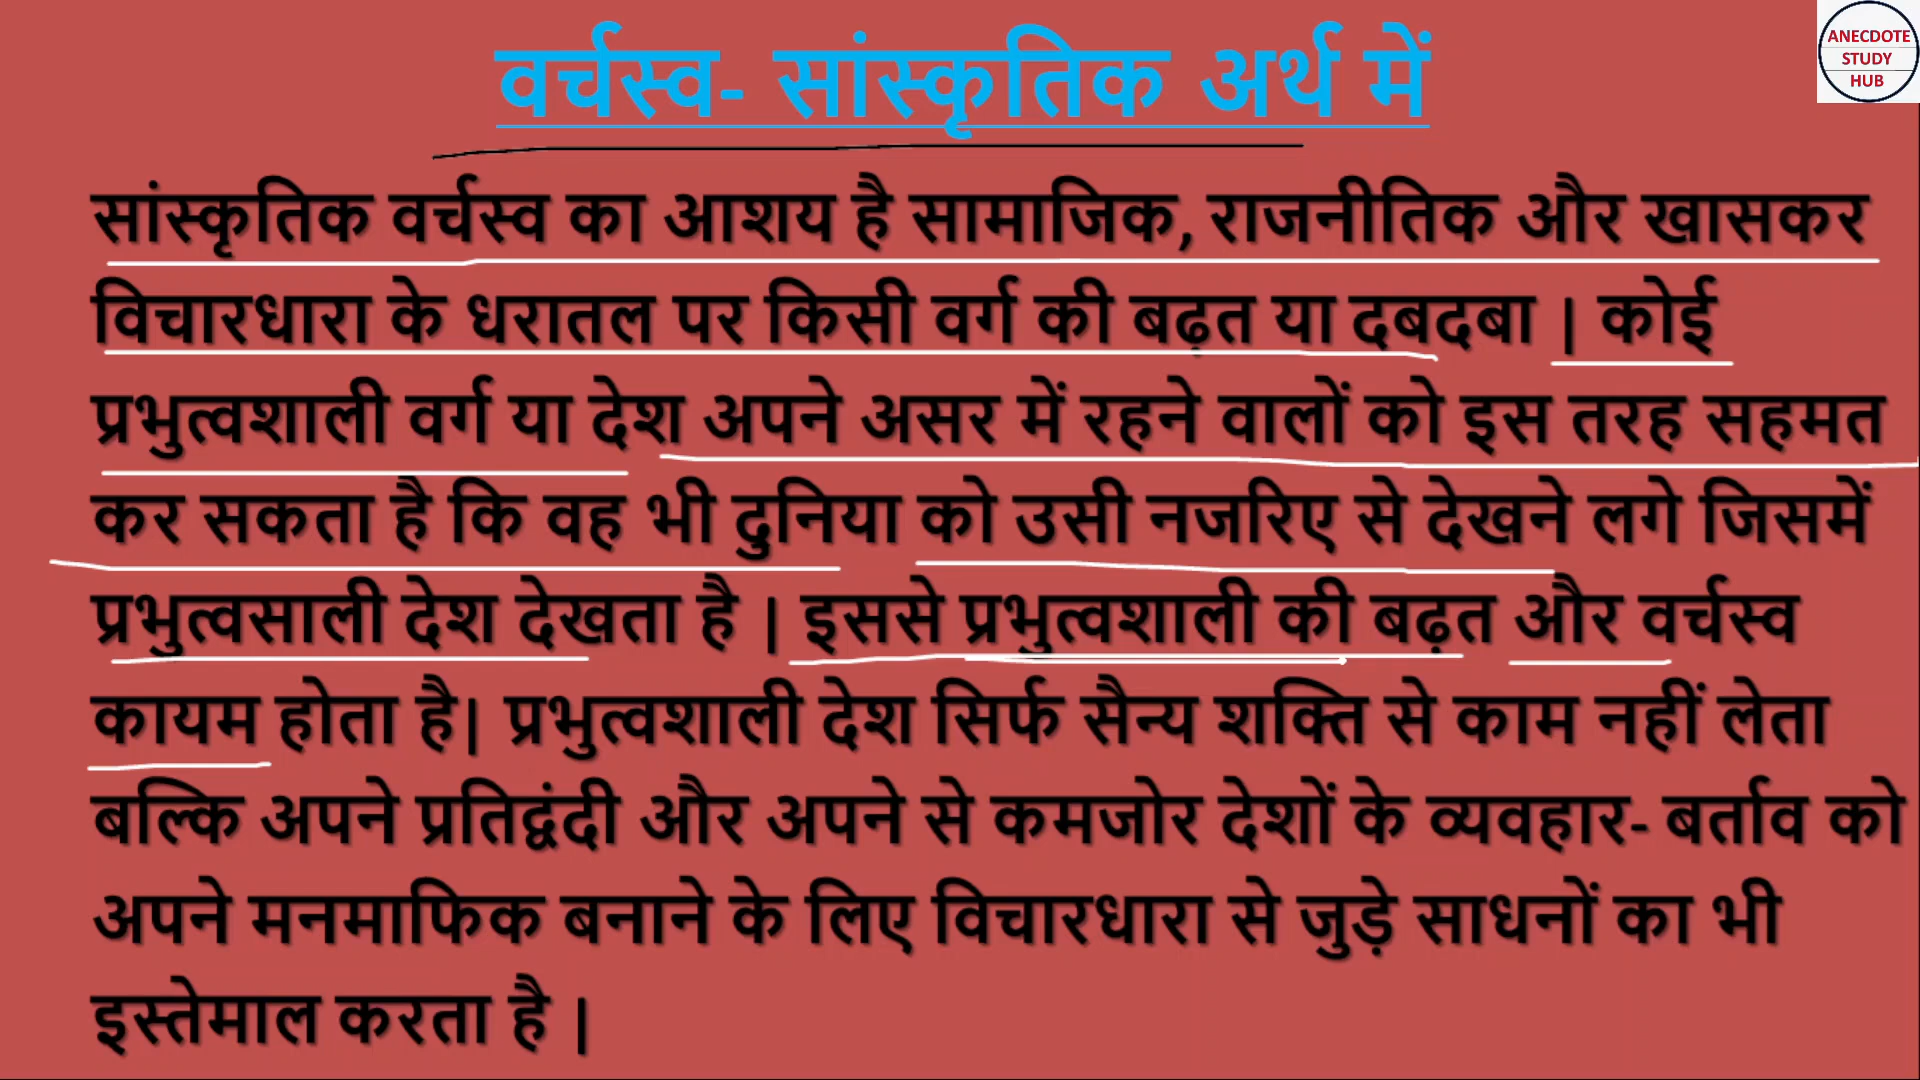 वर्चस्व- सांस्कृतिक अर्थ में
ANECDOTE
STUDY
HUB
सांस्कृतिक वर्चस्व का आशय है सामाजिक, राजनीतिक और खासकर
विचारधारा के धरातल पर किसी वर्ग की बढ़त या दबदबा | कोई
प्रभुत्वशाली वर्ग या देश अपने असर में रहने वालों को इस तरह सहमत
कर सकता है कि वह भी दुनिया को उसी नजरिए से देखने लगे जिसमें
प्रभुत्वसाली देश देखता है | इससे प्रभुत्वशाली की बढ़त और वर्चस्व
कायम होता है| प्रभुत्वशाली देश सिर्फ सैन्य शक्ति से काम नहीं लेता
बल्कि अपने प्रतिद्वंदी और अपने से कमजोर देशों के व्यवहार- बर्ताव को
अपने मनमाफिक बनाने के लिए विचारधारा से जुड़े साधनों का भी
इस्तेमाल करता है |